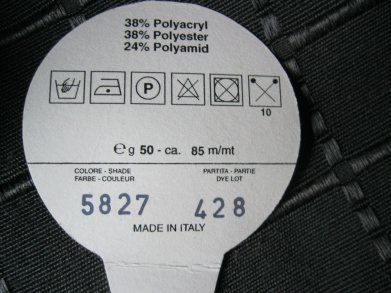 38% Polyacryl
38% Polyester
24% Polyamid
P
10
℮ g 50 - ca. 85 m/mt
COLORE - SHADE
FARBE - COULEUR
PARTITA - PARTIE
DYE LOT
5827
428
MADE IN ITALY